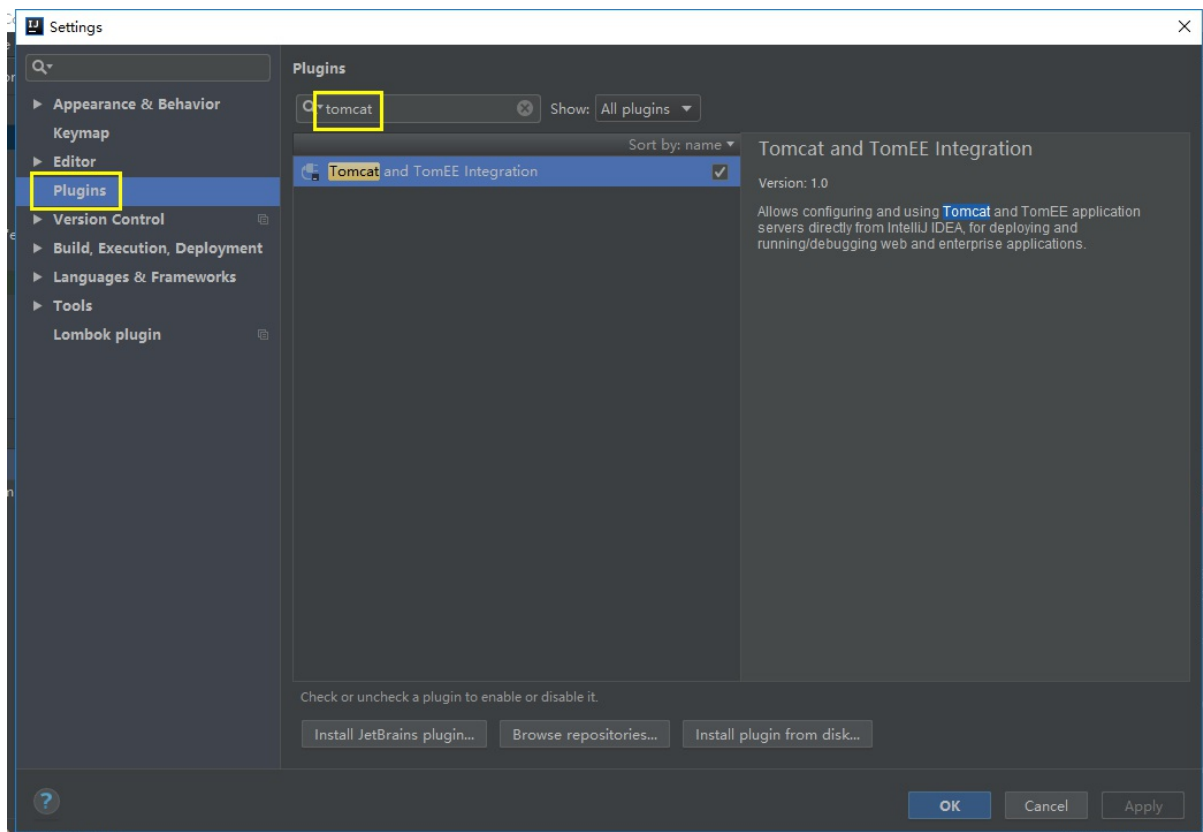 Settings
Plugins
Appearance & Behavior
Keymap
Editor
Plugins
Version Control
Build, Execution, Deployment
Languages & Frameworks
Tools
Lombok plugin
tomcat
Show: All plugins
Sort by: name
Tomcat and TomEE Integration
Tomcat and TomEE Integration
Version: 1.0
Allows configuring and using Tomcat and TomEE application
servers directly from IntelliJ IDEA, for deploying and
running/debugging web and enterprise applications.
Check or uncheck a plugin to enable or disable it.
Install JetBrains plugin...
Browse repositories...
Install plugin from disk...
?
OK
Cancel
Apply